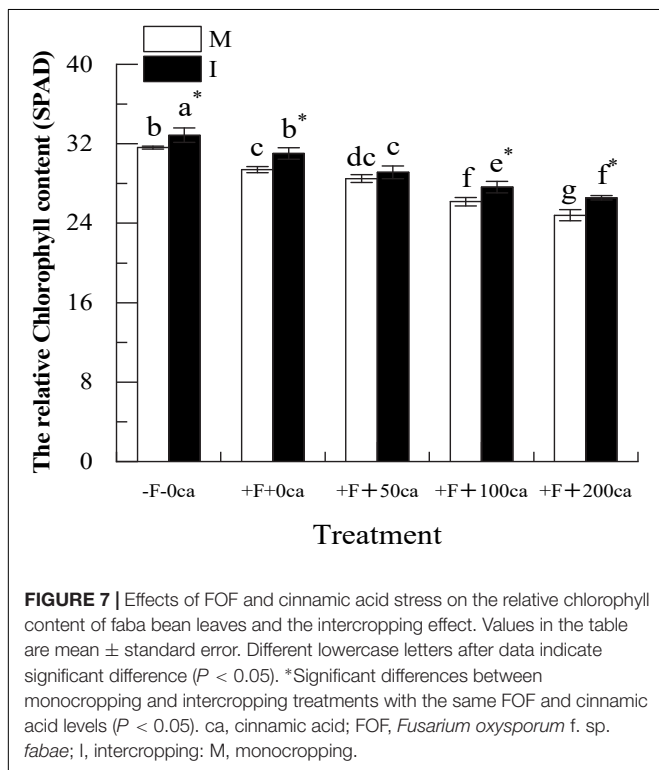 M
I
The relative Chlorophyll content (SPAD)
40
32
24
16
8
0
b a*
c b*
dc c
f e*
g f*
-F-0ca +F+0ca +F+50ca +F+100ca +F+200ca
Treatment
FIGURE 7 | Effects of FOF and cinnamic acid stress on the relative chlorophyll
content of faba bean leaves and the intercropping effect. Values in the table
are mean ± standard error. Different lowercase letters after data indicate
significant difference (P < 0.05). *Significant differences between
monocropping and intercropping treatments with the same FOF and cinnamic
acid levels (P < 0.05). ca, cinnamic acid; FOF, Fusarium oxysporum f. sp.
fabae; I, intercropping: M, monocropping.